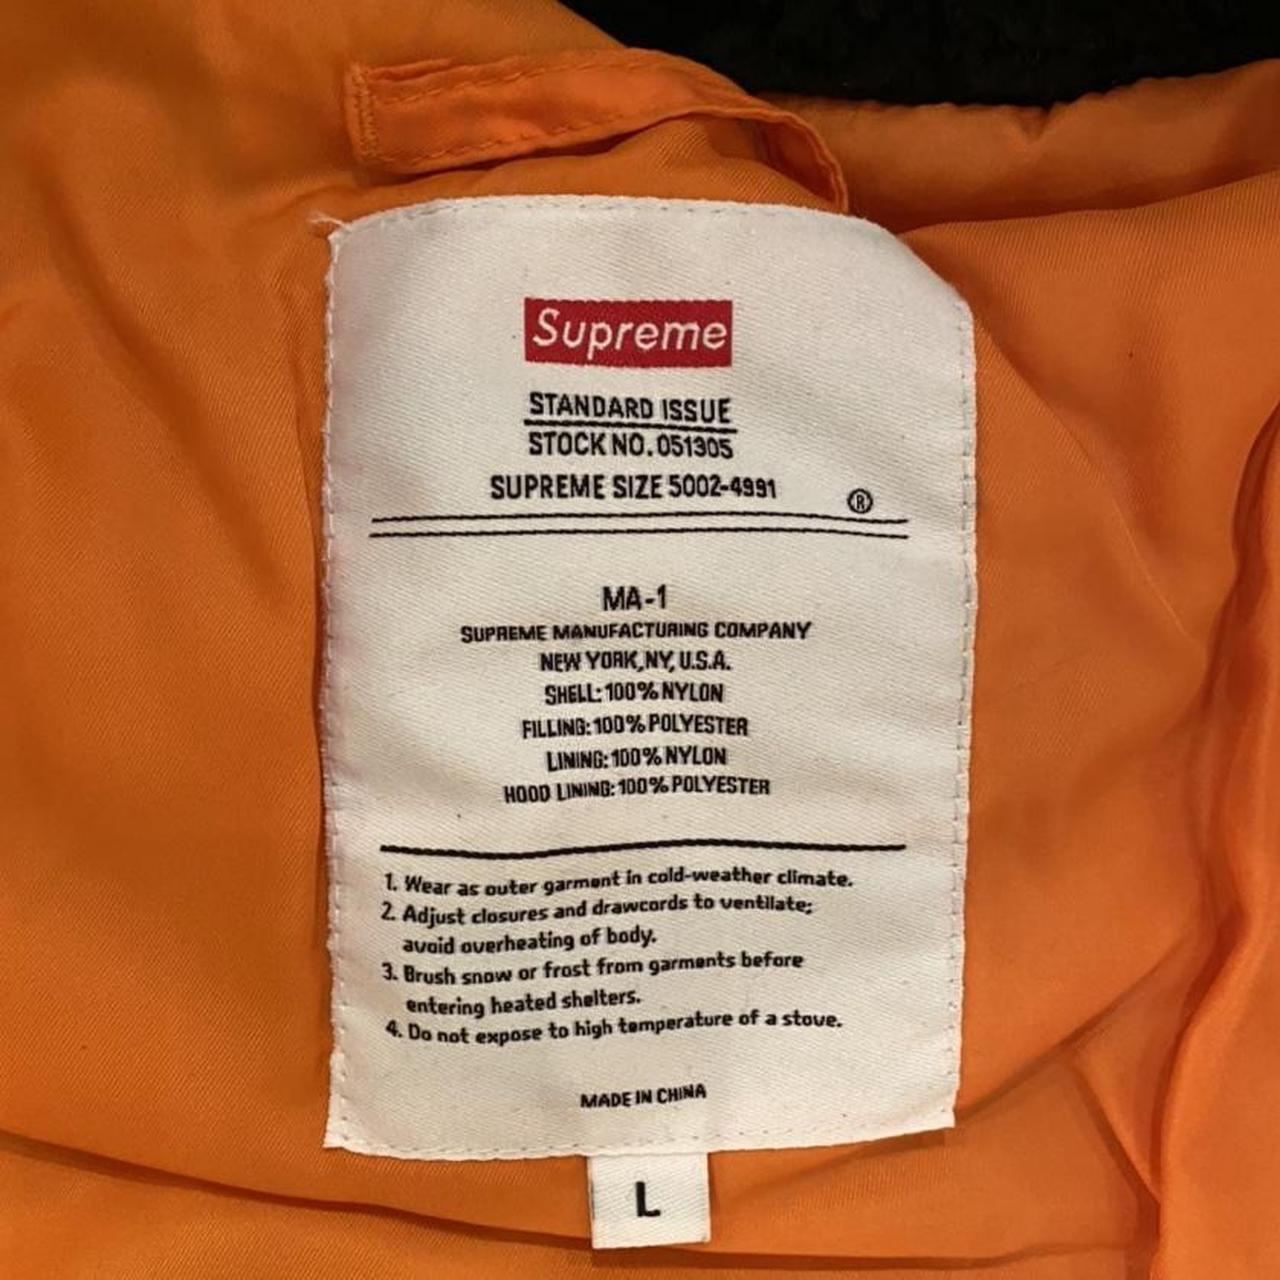 Supreme
STANDARD ISSUE
STOCK NO. 051305
SUPREME SIZE 5002-4991
®
MA-1
SUPREME MANUFACTURING COMPANY
NEW YORK, NY, U.S.A.
SHELL: 100% NYLON
FILLING: 100% POLYESTER
LINING: 100% NYLON
HOOD LINING: 100% POLYESTER
1. Wear as outer garment in cold-weather climate.
2. Adjust closures and drawcords to ventilate;
avoid overheating of body.
3. Brush snow or frost from garments before
entering heated shelters.
4. Do not expose to high temperature of a stove.
MADE IN CHINA
L